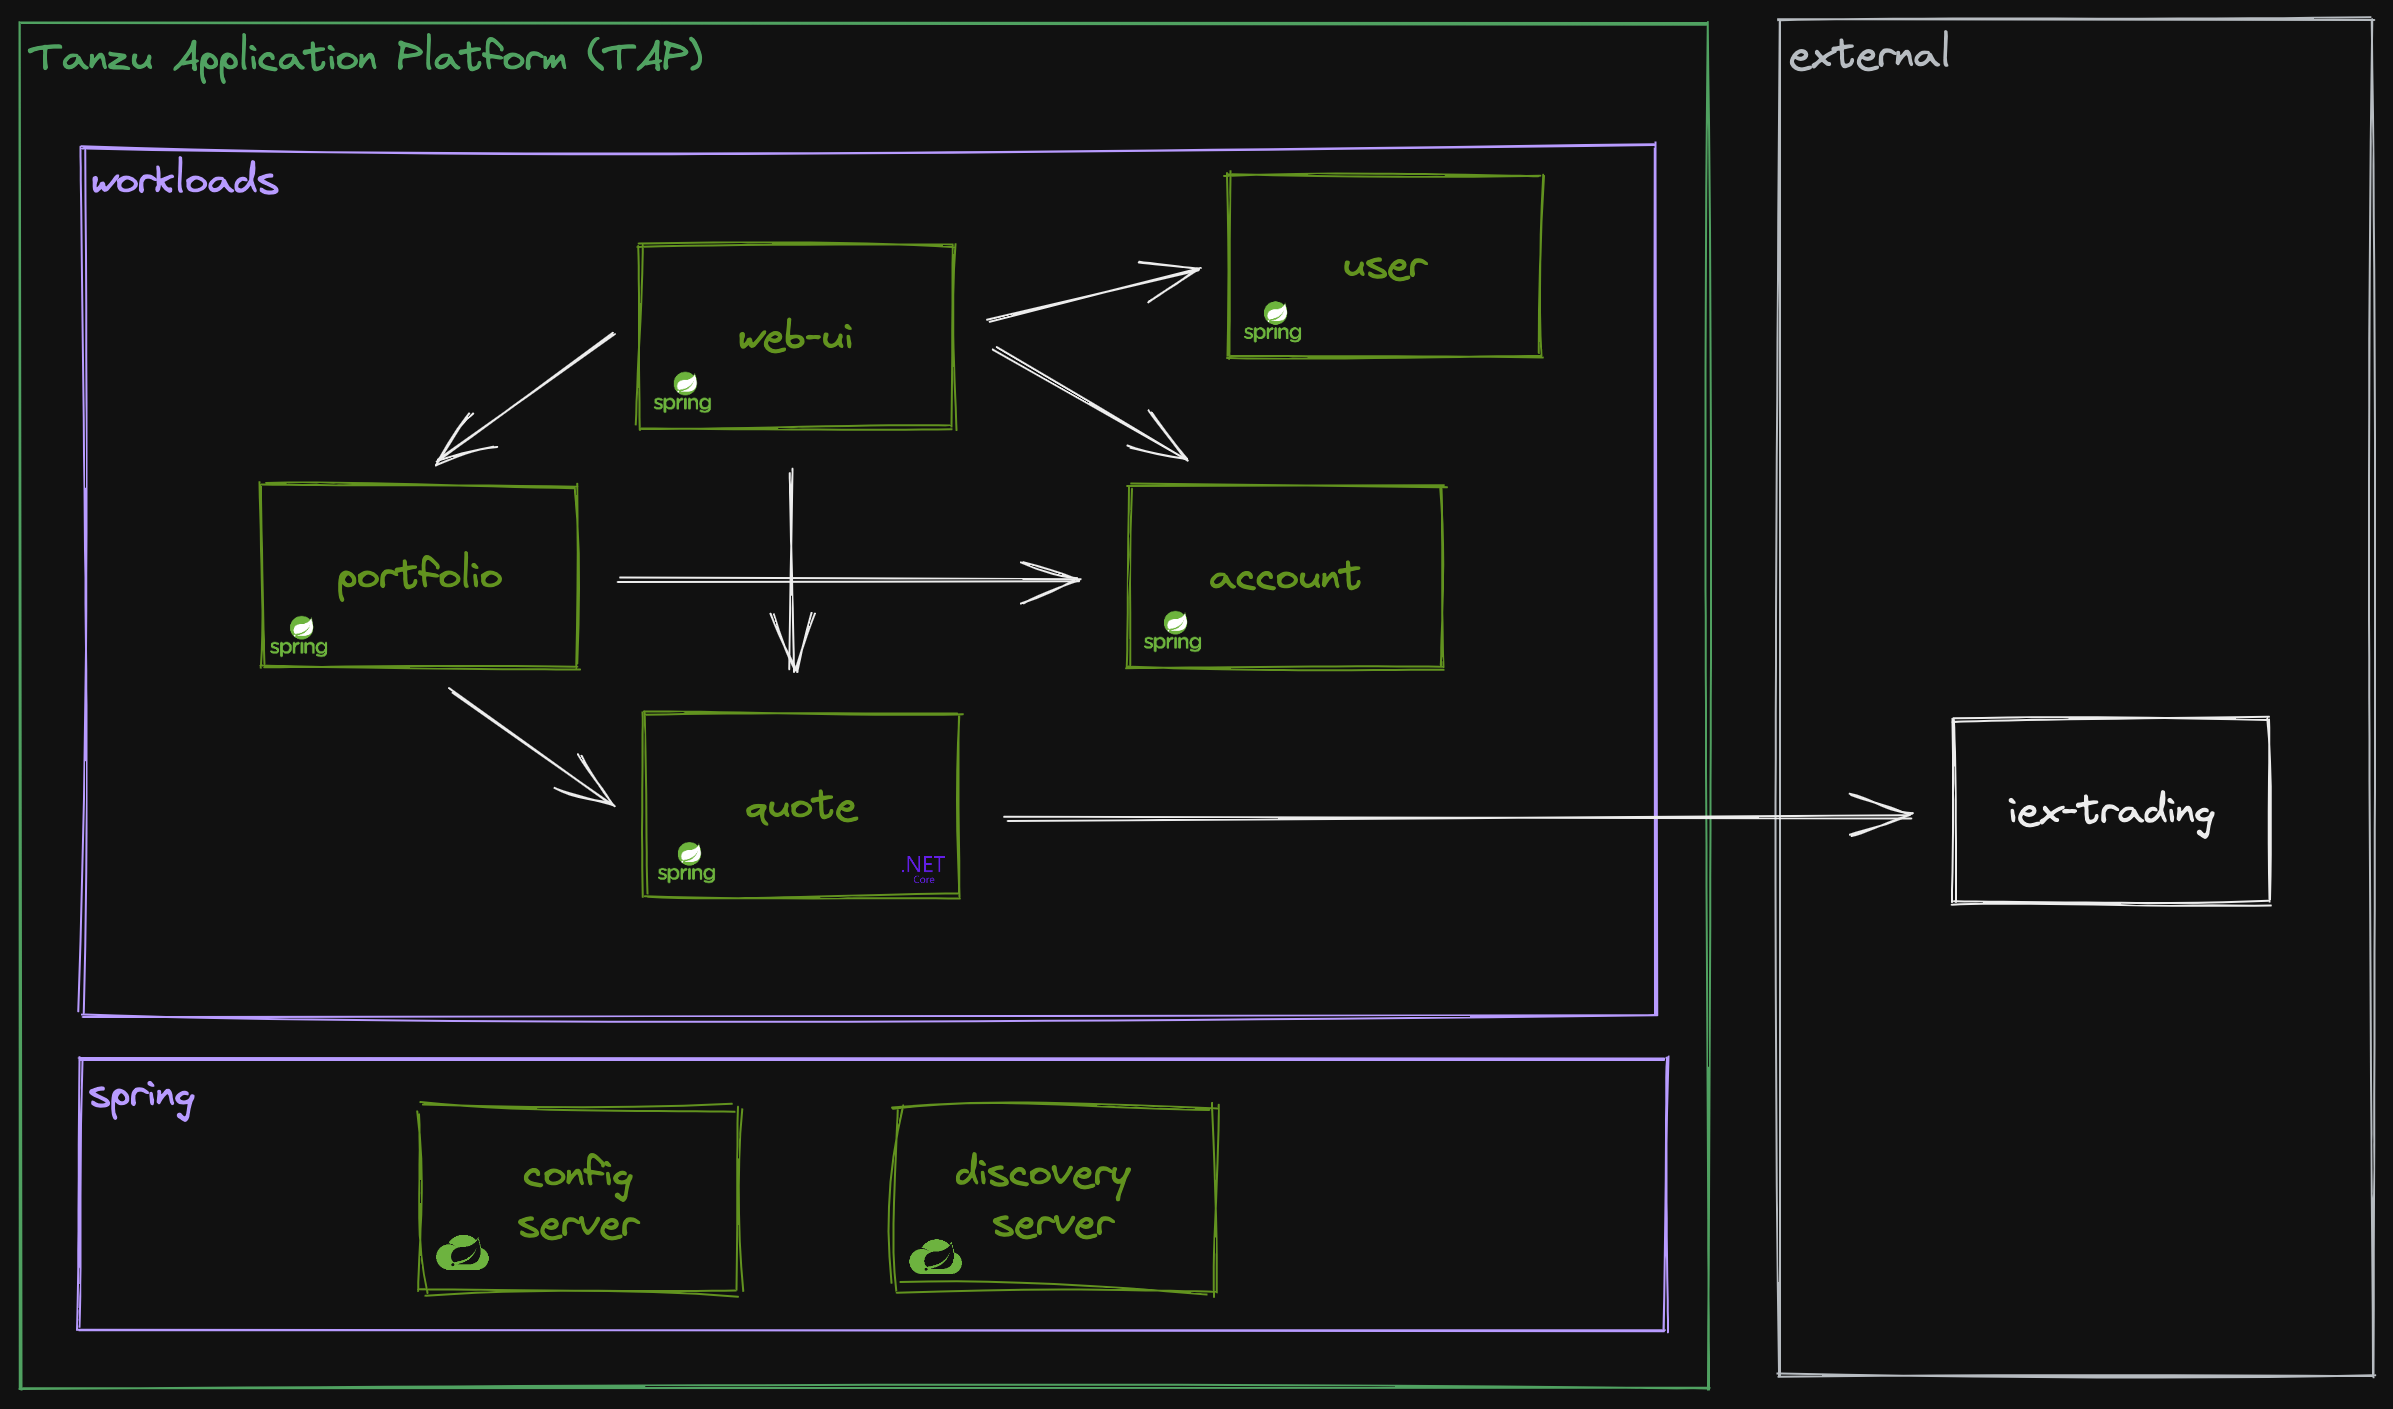 Tanzu Application Platform (TAP)
external
workloads
user
spring
web-ui
spring
portfolio
spring
account
spring
quote
spring
.NET
Core
iex-trading
spring
config
server
discovery
server